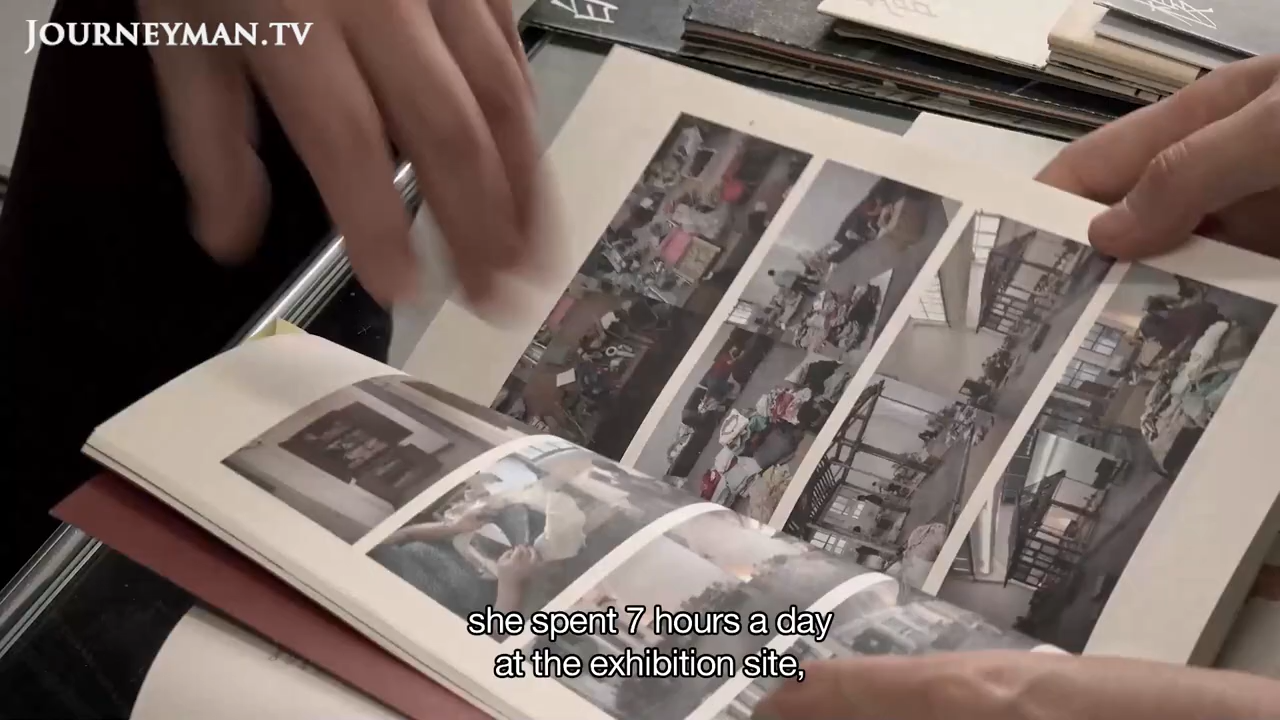 JOURNEYMAN.TV
she spent 7 hours a day
at the exhibition site,